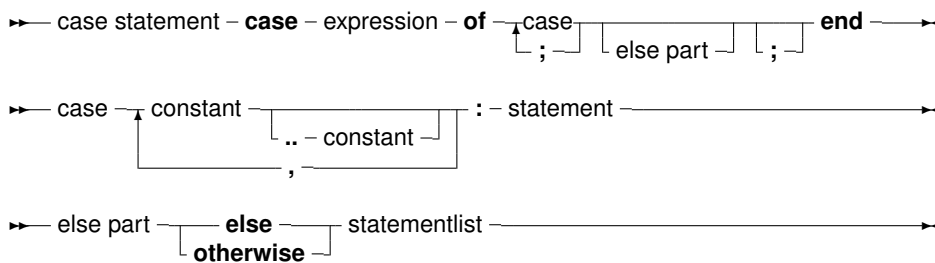 case statement case expression of case end
; else part ;
case constant : statement
.. constant
,
else part else statementlist
otherwise